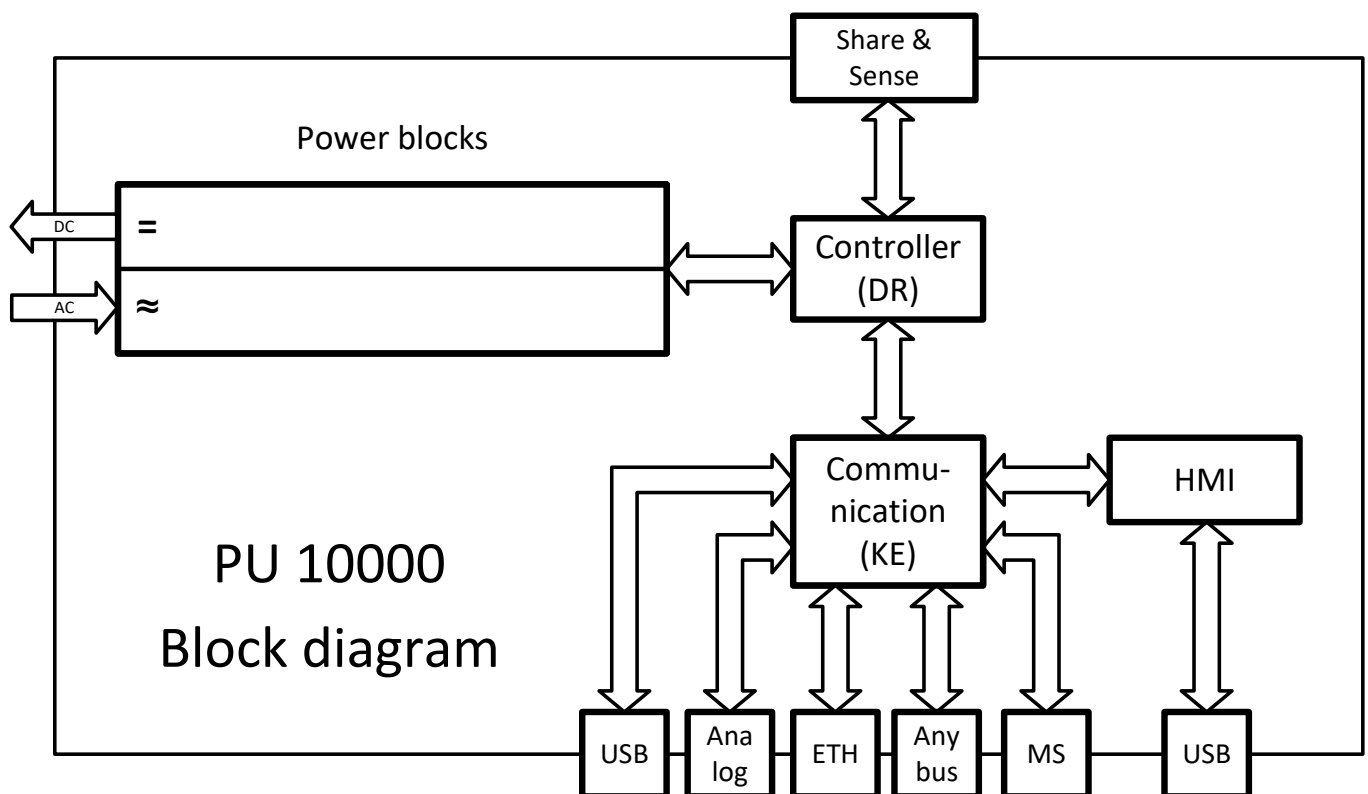 Share &
Sense
Power blocks
DC
=
Controller
(DR)
AC
≈
Commu-
nication
(KE)
HMI
PU 10000
Block diagram
USB
Ana
log
ETH
Any
bus
MS
USB